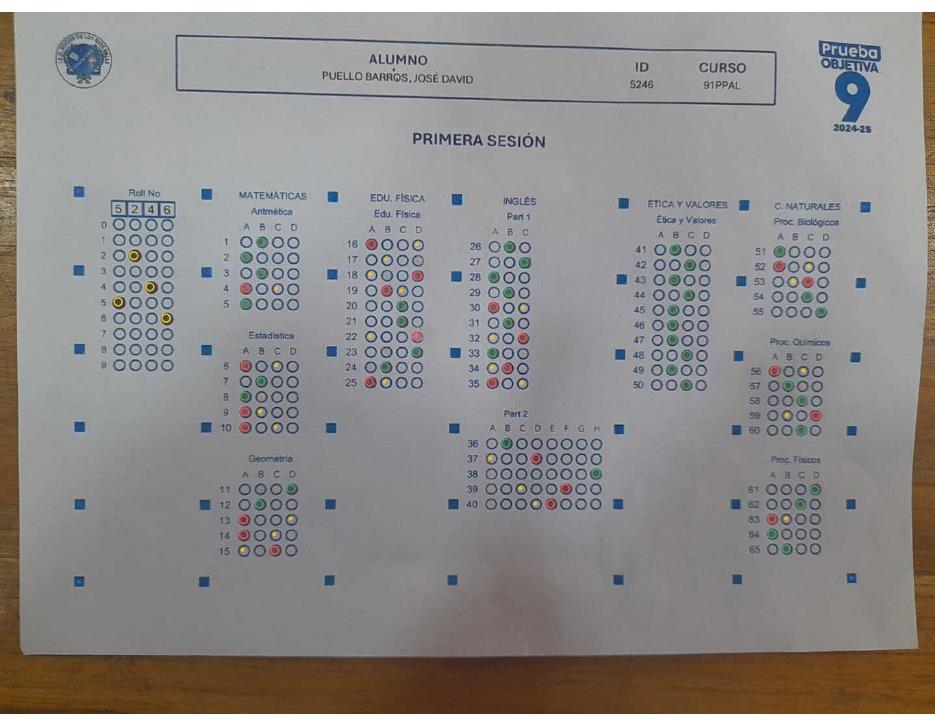 ALUMNO
PUELLO BARROS, JOSÉ DAVID
ID
5246
CURSO
91PPAL
Prueba
OBJETIVA
9
2024-25
PRIMERA SESIÓN
Roll No
5 2 4 6
0
1
2
3
4
5
6
7
8
9
MATEMÁTICAS
Aritmética
A B C D
1
2
3
4
5
Estadística
A B C D
6
7
8
9
10
Geometría
A B C D
11
12
13
14
15
EDU. FÍSICA
Edu. Física
A B C D
16
17
18
19
20
21
22
23
24
25
INGLÉS
Part 1
A B C
26
27
28
29
30
31
32
33
34
35
Part 2
A B C D E F G H
36
37
38
39
40
ÉTICA Y VALORES
Ética y Valores
A B C D
41
42
43
44
45
46
47
48
49
50
C. NATURALES
Proc. Biológicos
A B C D
51
52
53
54
55
Proc. Químicos
A B C D
56
57
58
59
60
Proc. Físicos
A B C D
61
62
63
64
65